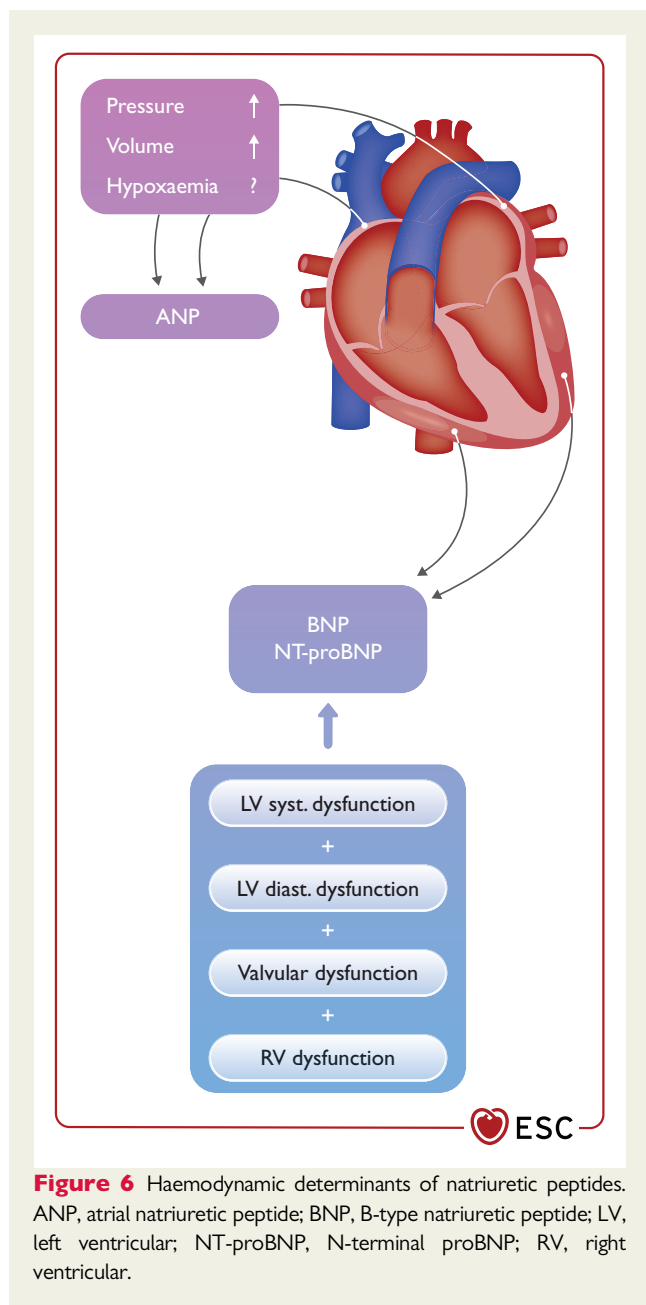 Pressure ↑
Volume ↑
Hypoxaemia ?
ANP
BNP
NT-proBNP
LV syst. dysfunction
+
LV diast. dysfunction
+
Valvular dysfunction
+
RV dysfunction
ESC
Figure 6 Haemodynamic determinants of natriuretic peptides.
ANP, atrial natriuretic peptide; BNP, B-type natriuretic peptide; LV,
left ventricular; NT-proBNP, N-terminal proBNP; RV, right
ventricular.